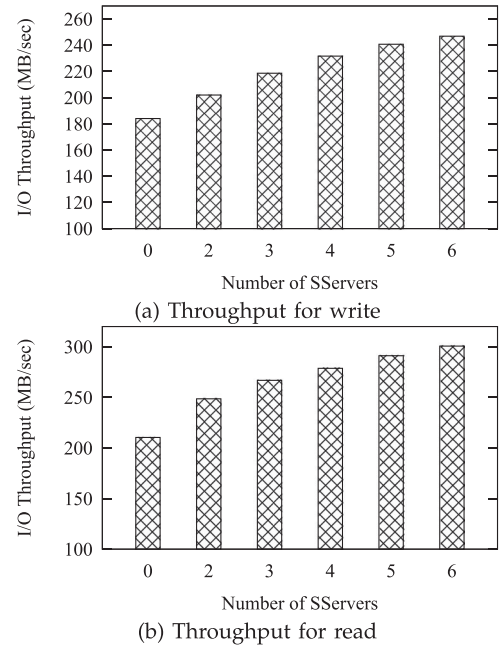 I/O Throughput (MB/sec)
260
240
220
200
180
160
140
120
100
0 2 3 4 5 6
Number of SServers
(a) Throughput for write
I/O Throughput (MB/sec)
300
250
200
150
100
0 2 3 4 5 6
Number of SServers
(b) Throughput for read